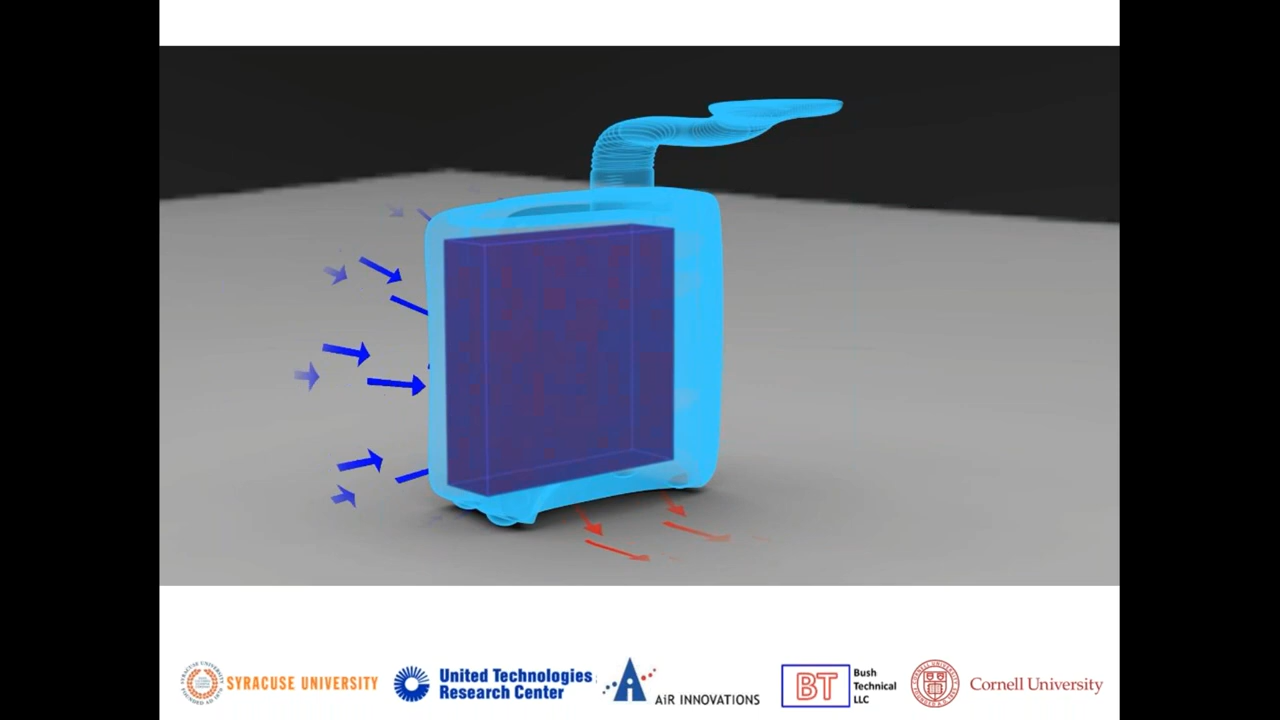 SYRACUSE UNIVERSITY
United Technologies
Research Center
AiR INNOVATIONS
BT
Bush
Technical
LLC
Cornell University